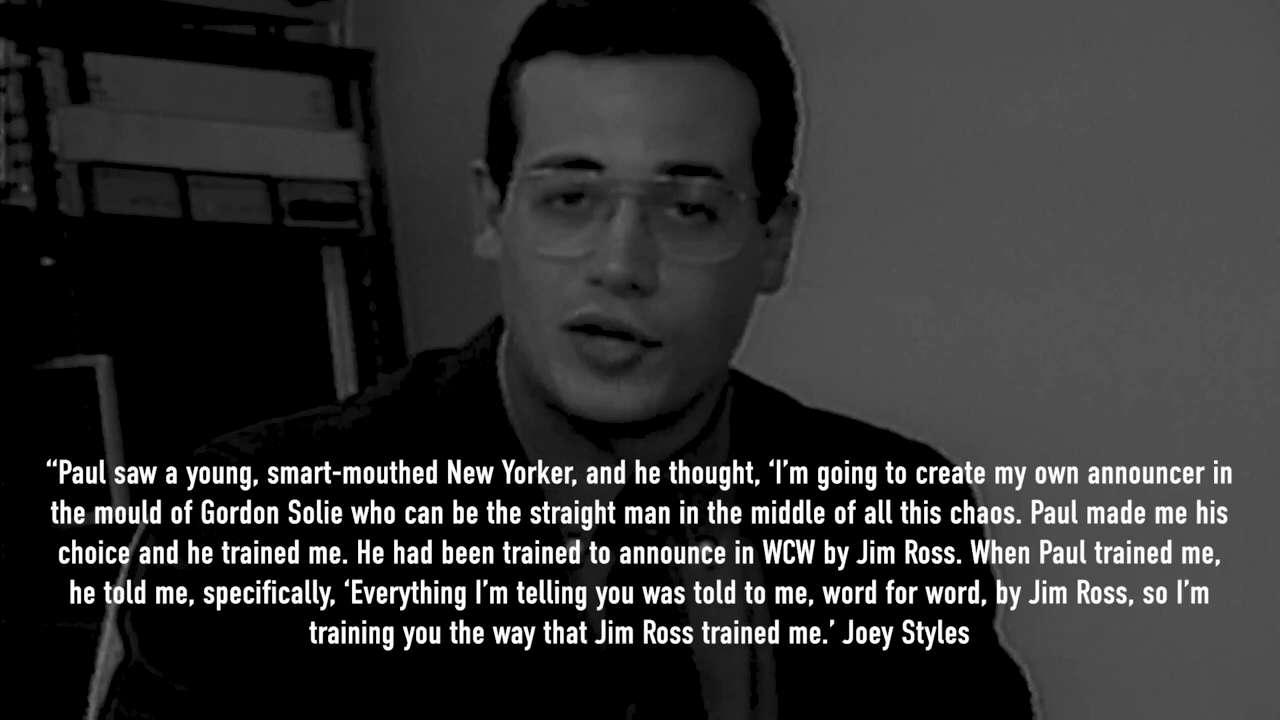 “Paul saw a young, smart-mouthed New Yorker, and he thought, ‘I’m going to create my own announcer in
the mould of Gordon Solie who can be the straight man in the middle of all this chaos. Paul made me his
choice and he trained me. He had been trained to announce in WCW by Jim Ross. When Paul trained me,
he told me, specifically, ‘Everything I’m telling you was told to me, word for word, by Jim Ross, so I’m
training you the way that Jim Ross trained me.’ Joey Styles